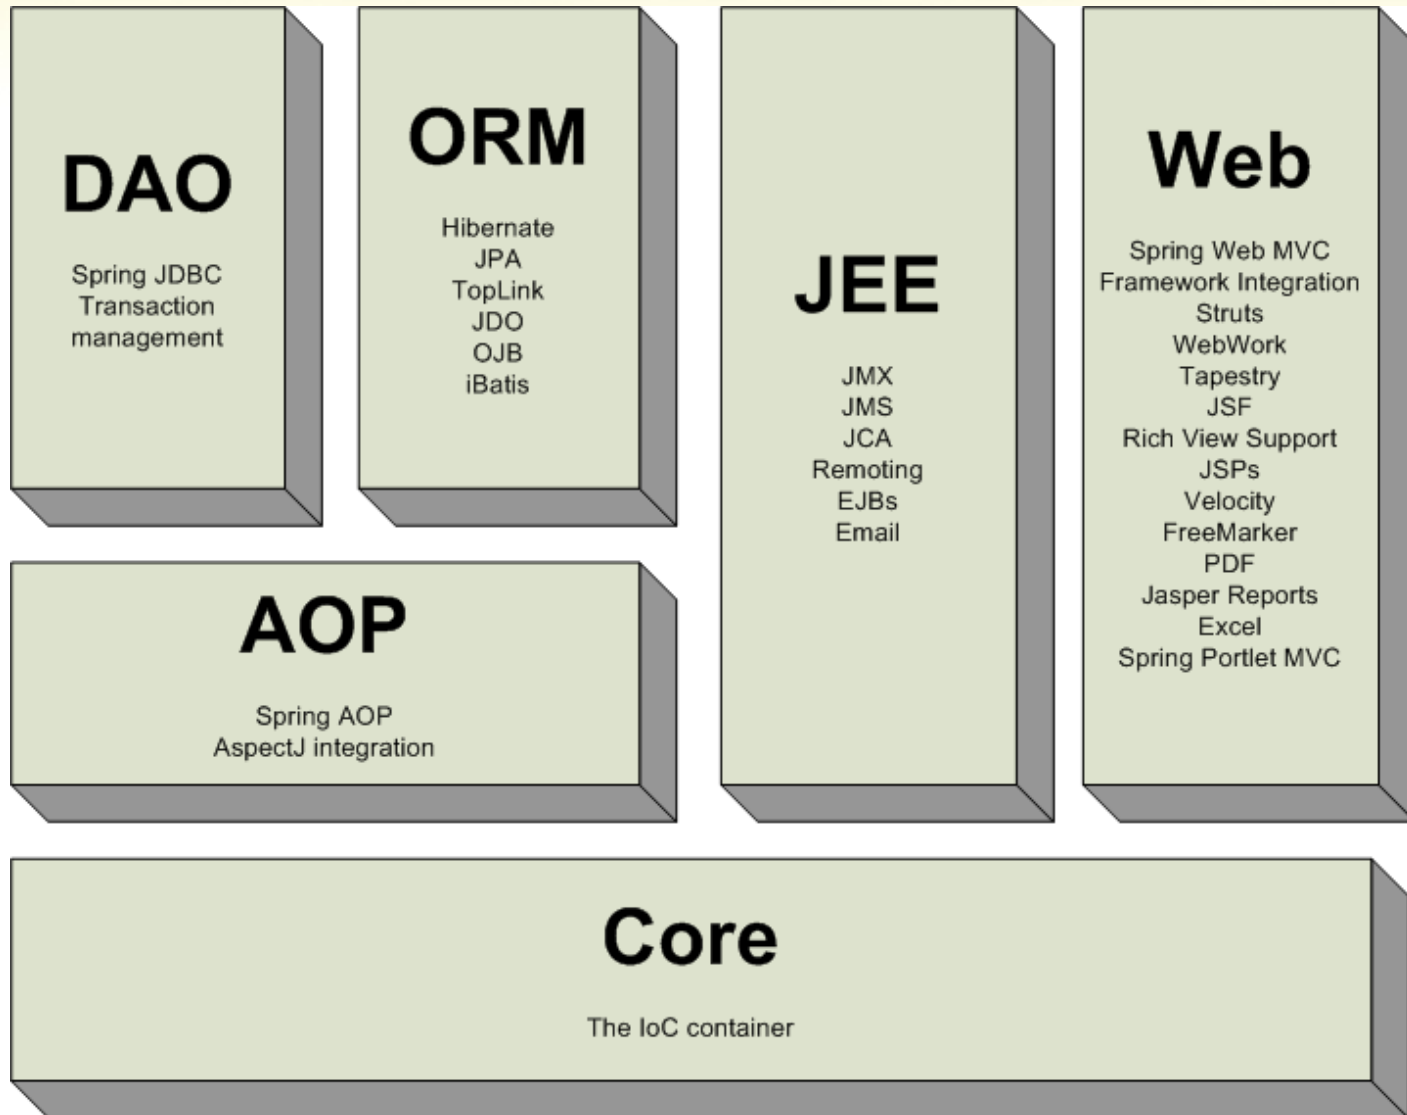 DAO
Spring JDBC
Transaction
management
ORM
Hibernate
JPA
TopLink
JDO
OJB
iBatis
JEE
JMX
JMS
JCA
Remoting
EJBs
Email
Web
Spring Web MVC
Framework Integration
Struts
WebWork
Tapestry
JSF
Rich View Support
JSPs
Velocity
FreeMarker
PDF
Jasper Reports
Excel
Spring Portlet MVC
AOP
Spring AOP
AspectJ integration
Core
The IoC container